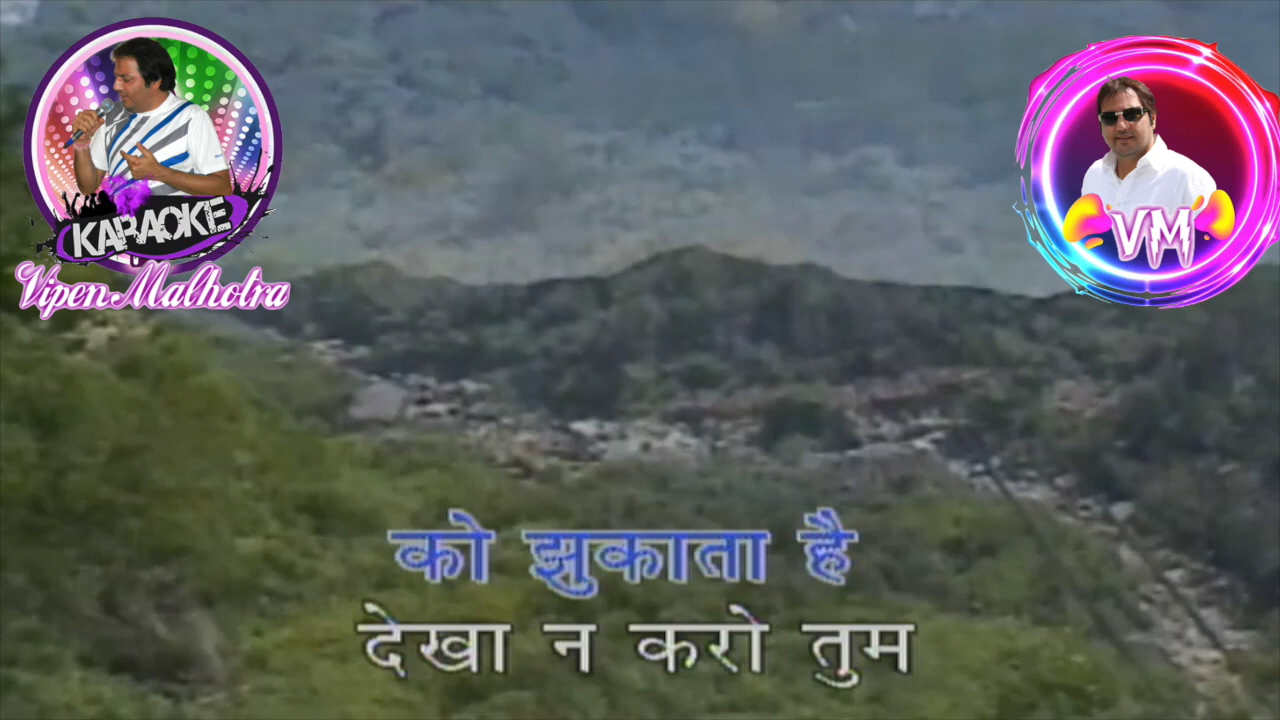 KARAOKE
Vipen Malhotra
VM
को झुकाता है
देखा न करो तुम